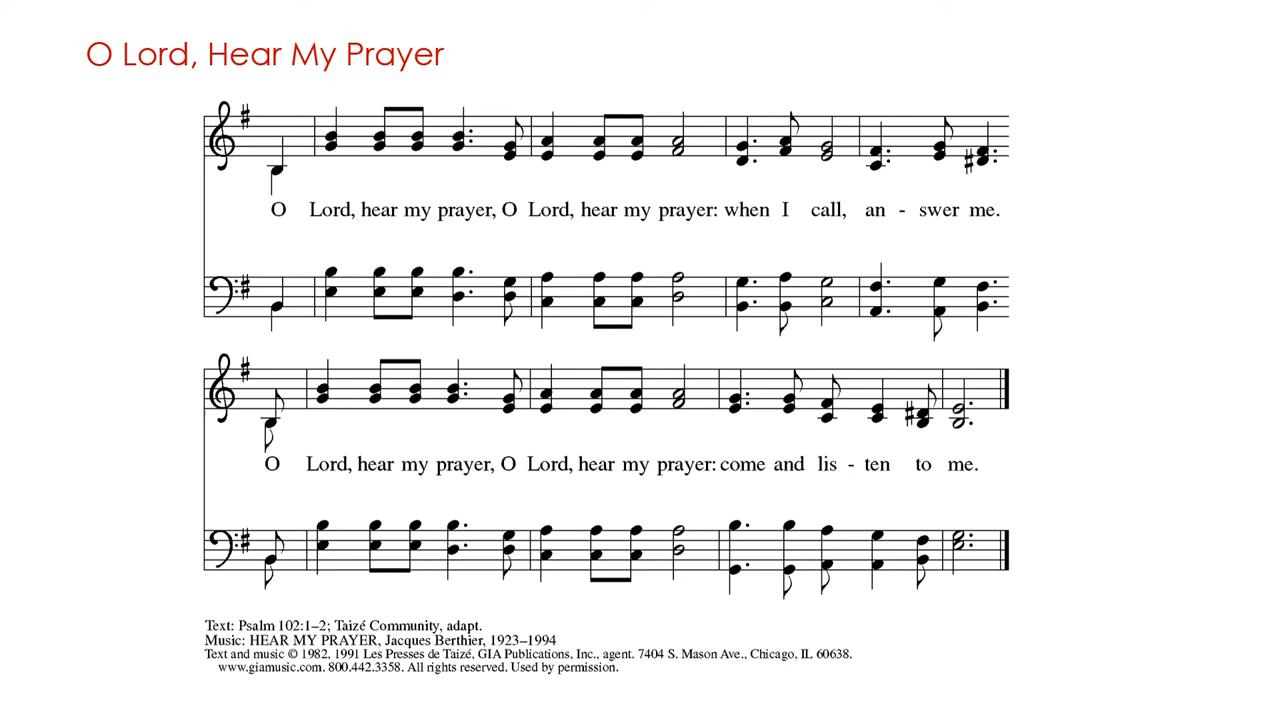 O Lord, Hear My Prayer
O Lord, hear my prayer, O Lord, hear my prayer: when I call, an - swer me.
O Lord, hear my prayer, O Lord, hear my prayer: come and lis - ten to me.
Text: Psalm 102:1–2; Taizé Community, adapt.
Music: HEAR MY PRAYER, Jacques Berthier, 1923–1994
Text and music © 1982, 1991 Les Presses de Taizé, GIA Publications, Inc., agent. 7404 S. Mason Ave., Chicago, IL 60638.
www.giamusic.com. 800.442.3358. All rights reserved. Used by permission.